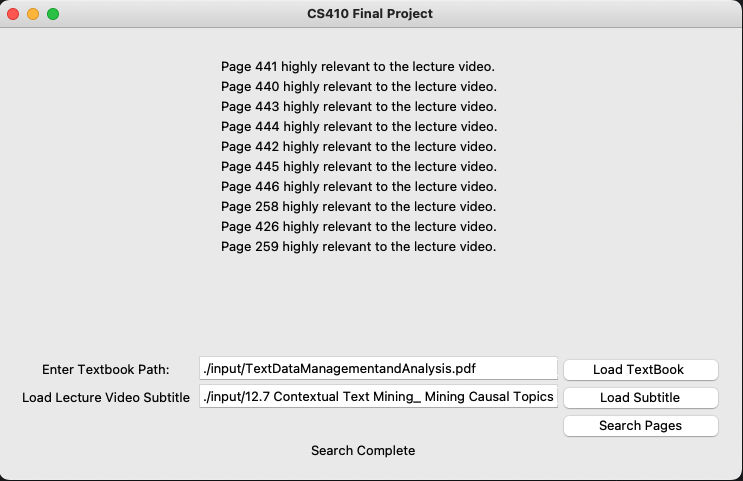 CS410 Final Project
Page 441 highly relevant to the lecture video.
Page 440 highly relevant to the lecture video.
Page 443 highly relevant to the lecture video.
Page 444 highly relevant to the lecture video.
Page 442 highly relevant to the lecture video.
Page 445 highly relevant to the lecture video.
Page 446 highly relevant to the lecture video.
Page 258 highly relevant to the lecture video.
Page 426 highly relevant to the lecture video.
Page 259 highly relevant to the lecture video.
Enter Textbook Path: ./input/TextDataManagementandAnalysis.pdf Load TextBook
Load Lecture Video Subtitle ./input/12.7 Contextual Text Mining_ Mining Causal Topics Load Subtitle
Search Pages
Search Complete